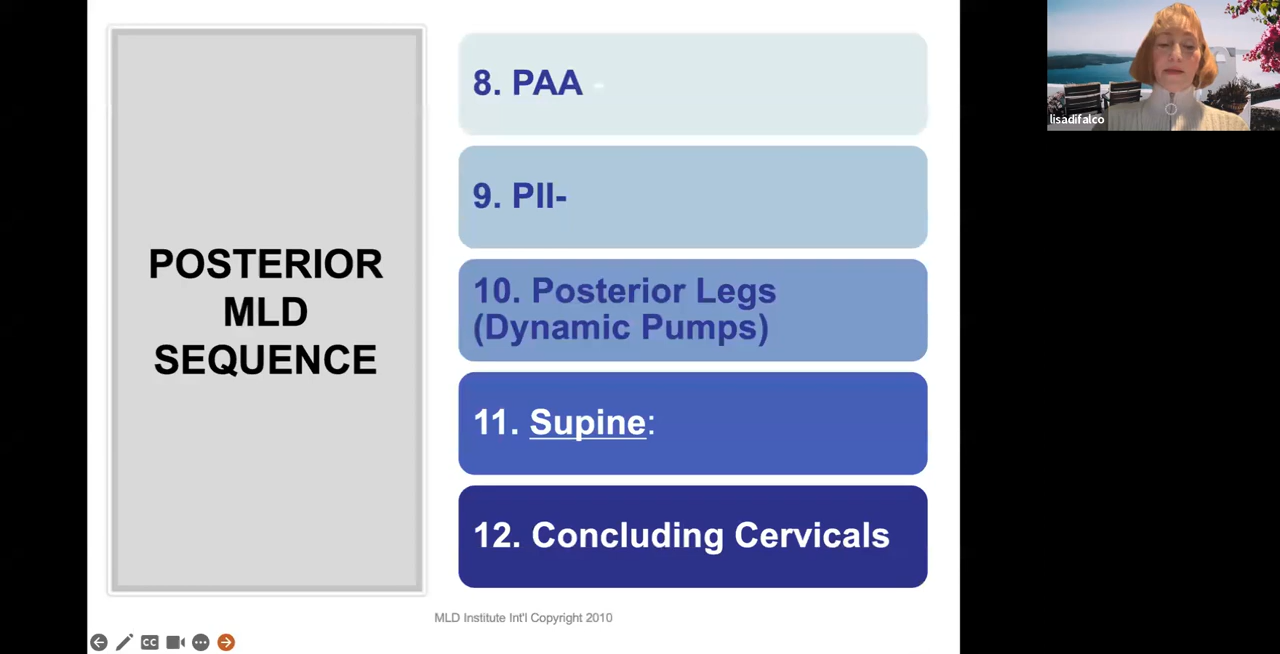 POSTERIOR
MLD
SEQUENCE
8. PAA -
9. PII-
10. Posterior Legs
(Dynamic Pumps)
11. Supine:
12. Concluding Cervicals
MLD Institute Int'l Copyright 2010
CC
lisadifalco